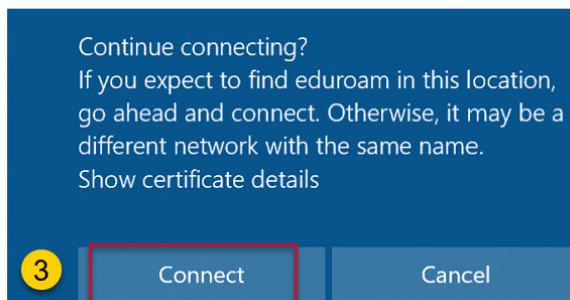 Continue connecting?
If you expect to find eduroam in this location,
go ahead and connect. Otherwise, it may be a
different network with the same name.
Show certificate details
3 Connect Cancel